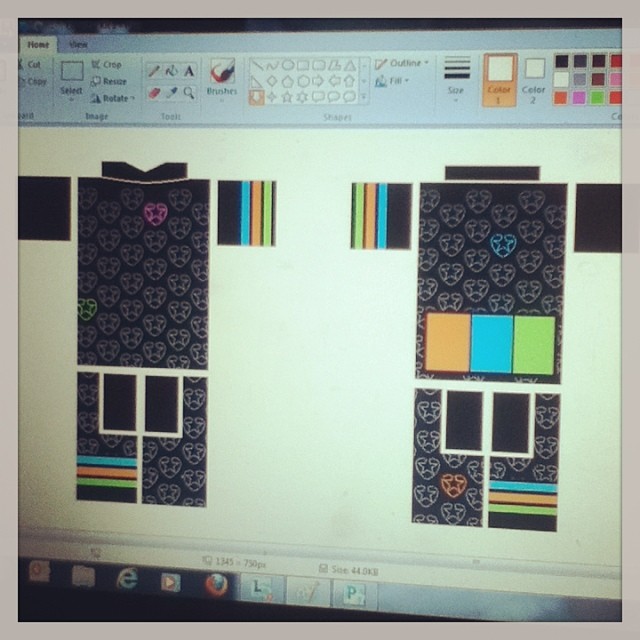 Home View
Cut
Copy
Select
Crop
Resize
Rotate
Image
A
Tools
Brushes
Shapes
Outline
Fill
Size
Color 1
Color 2
1345 × 750px
Size: 44.0KB
L
P